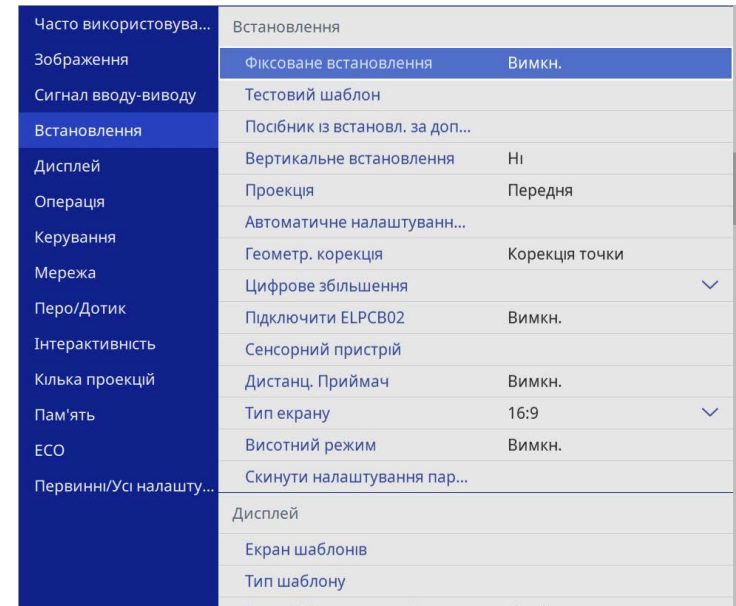 Часто використовува...
Зображення
Сигнал вводу-виводу
Встановлення
Дисплей
Операція
Керування
Мережа
Перо/Дотик
Інтерактивність
Кілька проекцій
Пам'ять
ECO
Первинні/Усі налашту...
Встановлення
Фіксоване встановлення Вимкн.
Тестовий шаблон
Посібник із встановл. за доп...
Вертикальне встановлення Ні
Проекція Передня
Автоматичне налаштуванн...
Геометр. корекція Корекція точки
Цифрове збільшення
Підключити ELPCB02 Вимкн.
Сенсорний пристрій
Дистанц. Приймач Вимкн.
Тип екрану 16:9
Висотний режим Вимкн.
Скинути налаштування пар...
Дисплей
Екран шаблонів
Тип шаблону